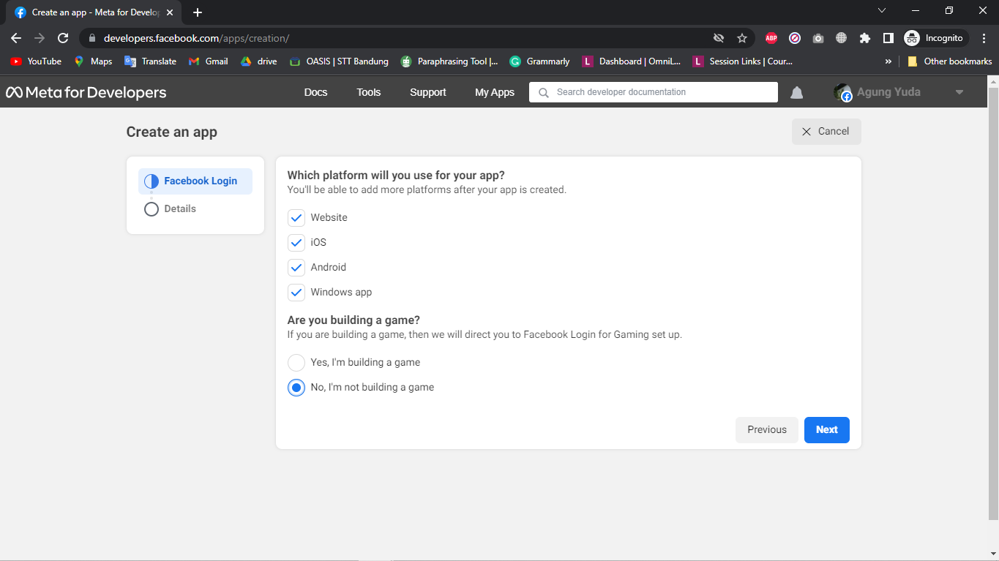 Create an app - Meta for Develop
developers.facebook.com/apps/creation/
ABP
Incognito
YouTube
Maps
Translate
Gmail
drive
OASIS | STT Bandung
Paraphrasing Tool |...
Grammarly
L Dashboard | OmniL...
L Session Links | Cour...
»
Other bookmarks
Meta for Developers
Docs
Tools
Support
My Apps
Search developer documentation
Agung Yuda
Create an app
Cancel
Facebook Login
Details
Which platform will you use for your app?
You'll be able to add more platforms after your app is created.
Website
iOS
Android
Windows app
Are you building a game?
If you are building a game, then we will direct you to Facebook Login for Gaming set up.
Yes, I'm building a game
No, I'm not building a game
Previous
Next